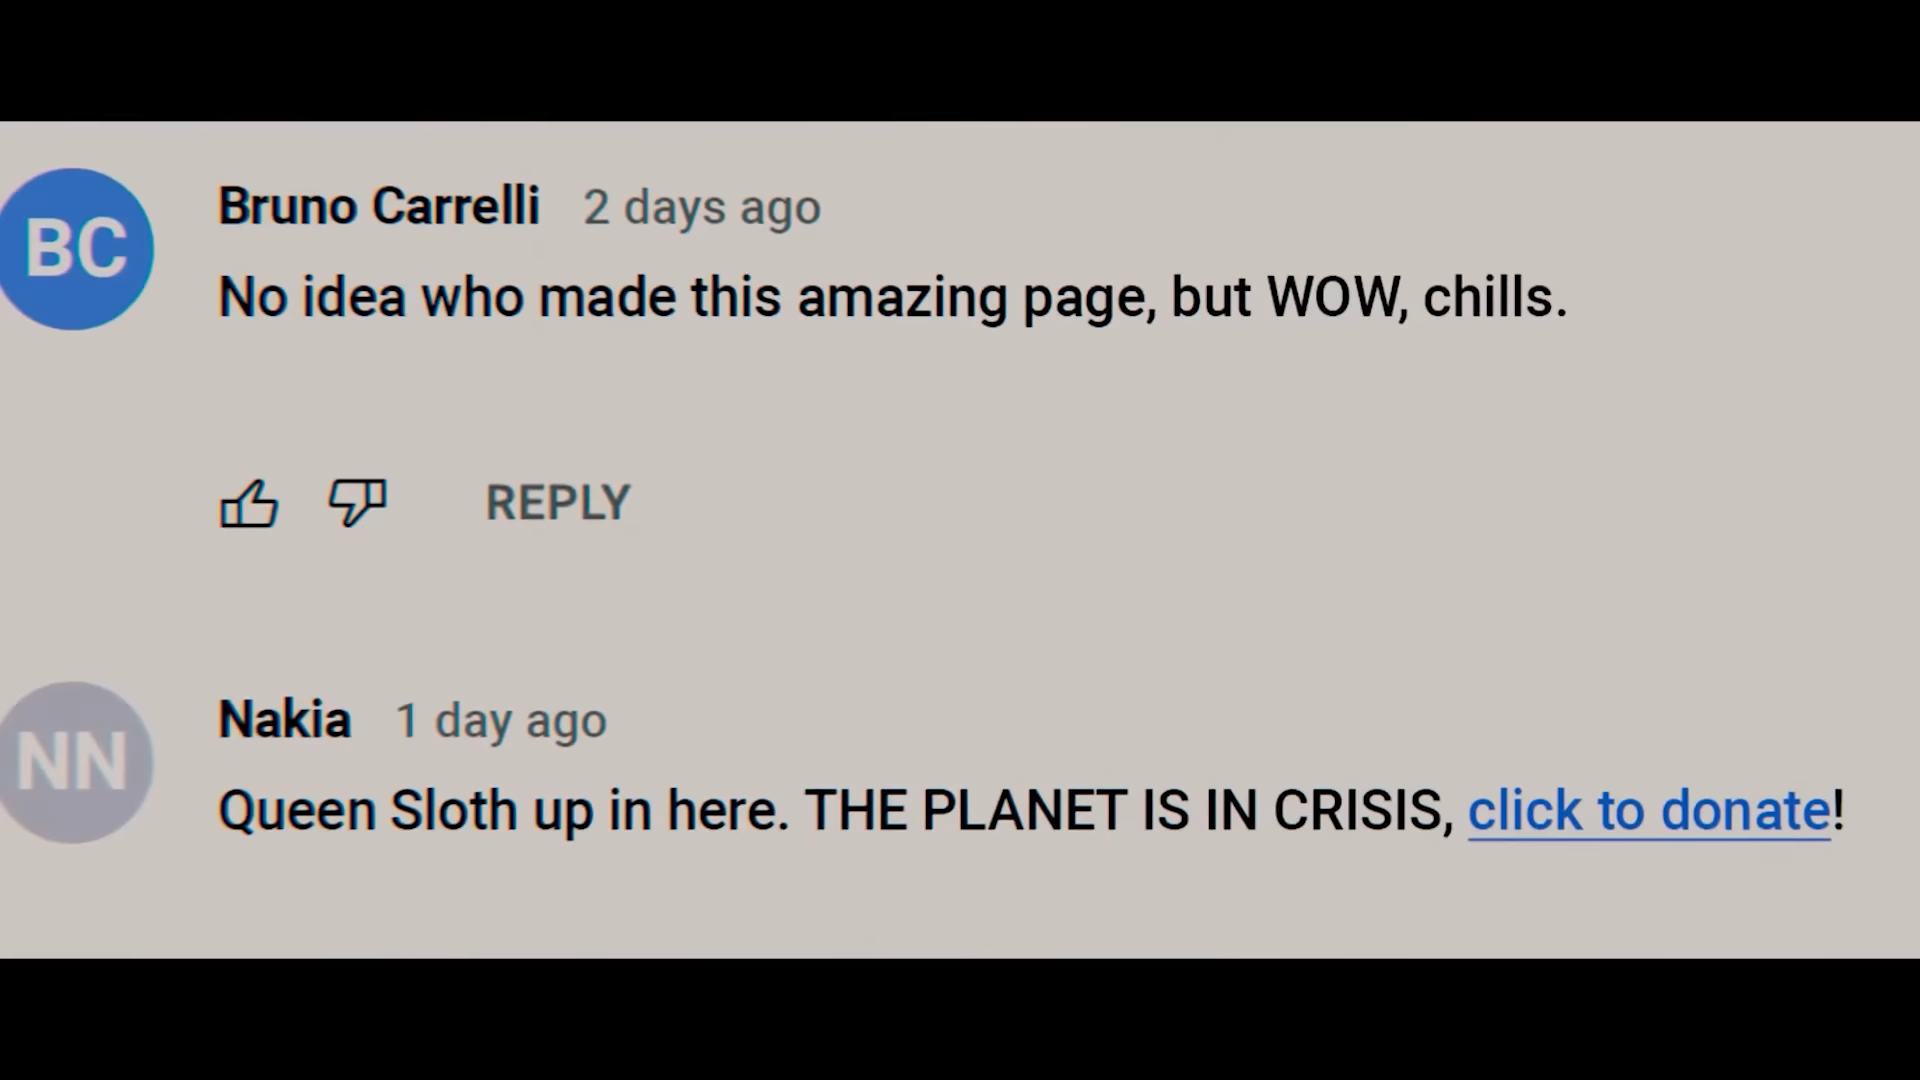 BC
Bruno Carrelli 2 days ago
No idea who made this amazing page, but WOW, chills.
REPLY
NN
Nakia 1 day ago
Queen Sloth up in here. THE PLANET IS IN CRISIS, click to donate!